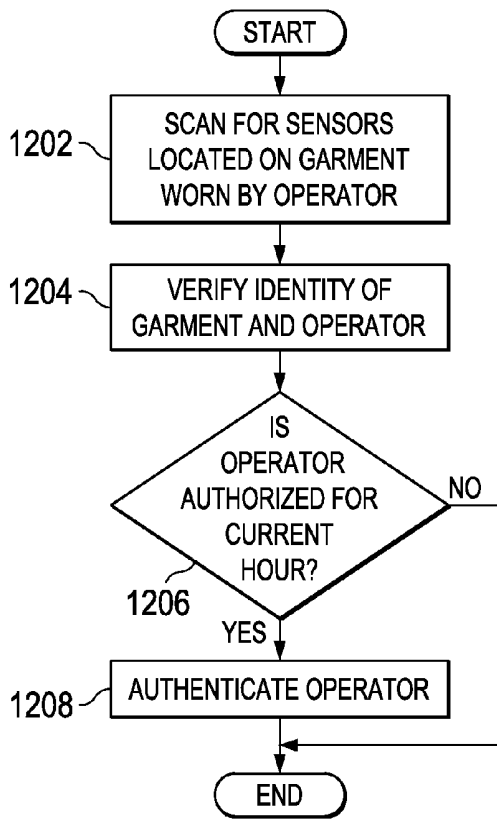 START
1202
SCAN FOR SENSORS
LOCATED ON GARMENT
WORN BY OPERATOR
1204
VERIFY IDENTITY OF
GARMENT AND OPERATOR
IS
OPERATOR
AUTHORIZED FOR
CURRENT
HOUR?
NO
1206
YES
1208
AUTHENTICATE OPERATOR
END